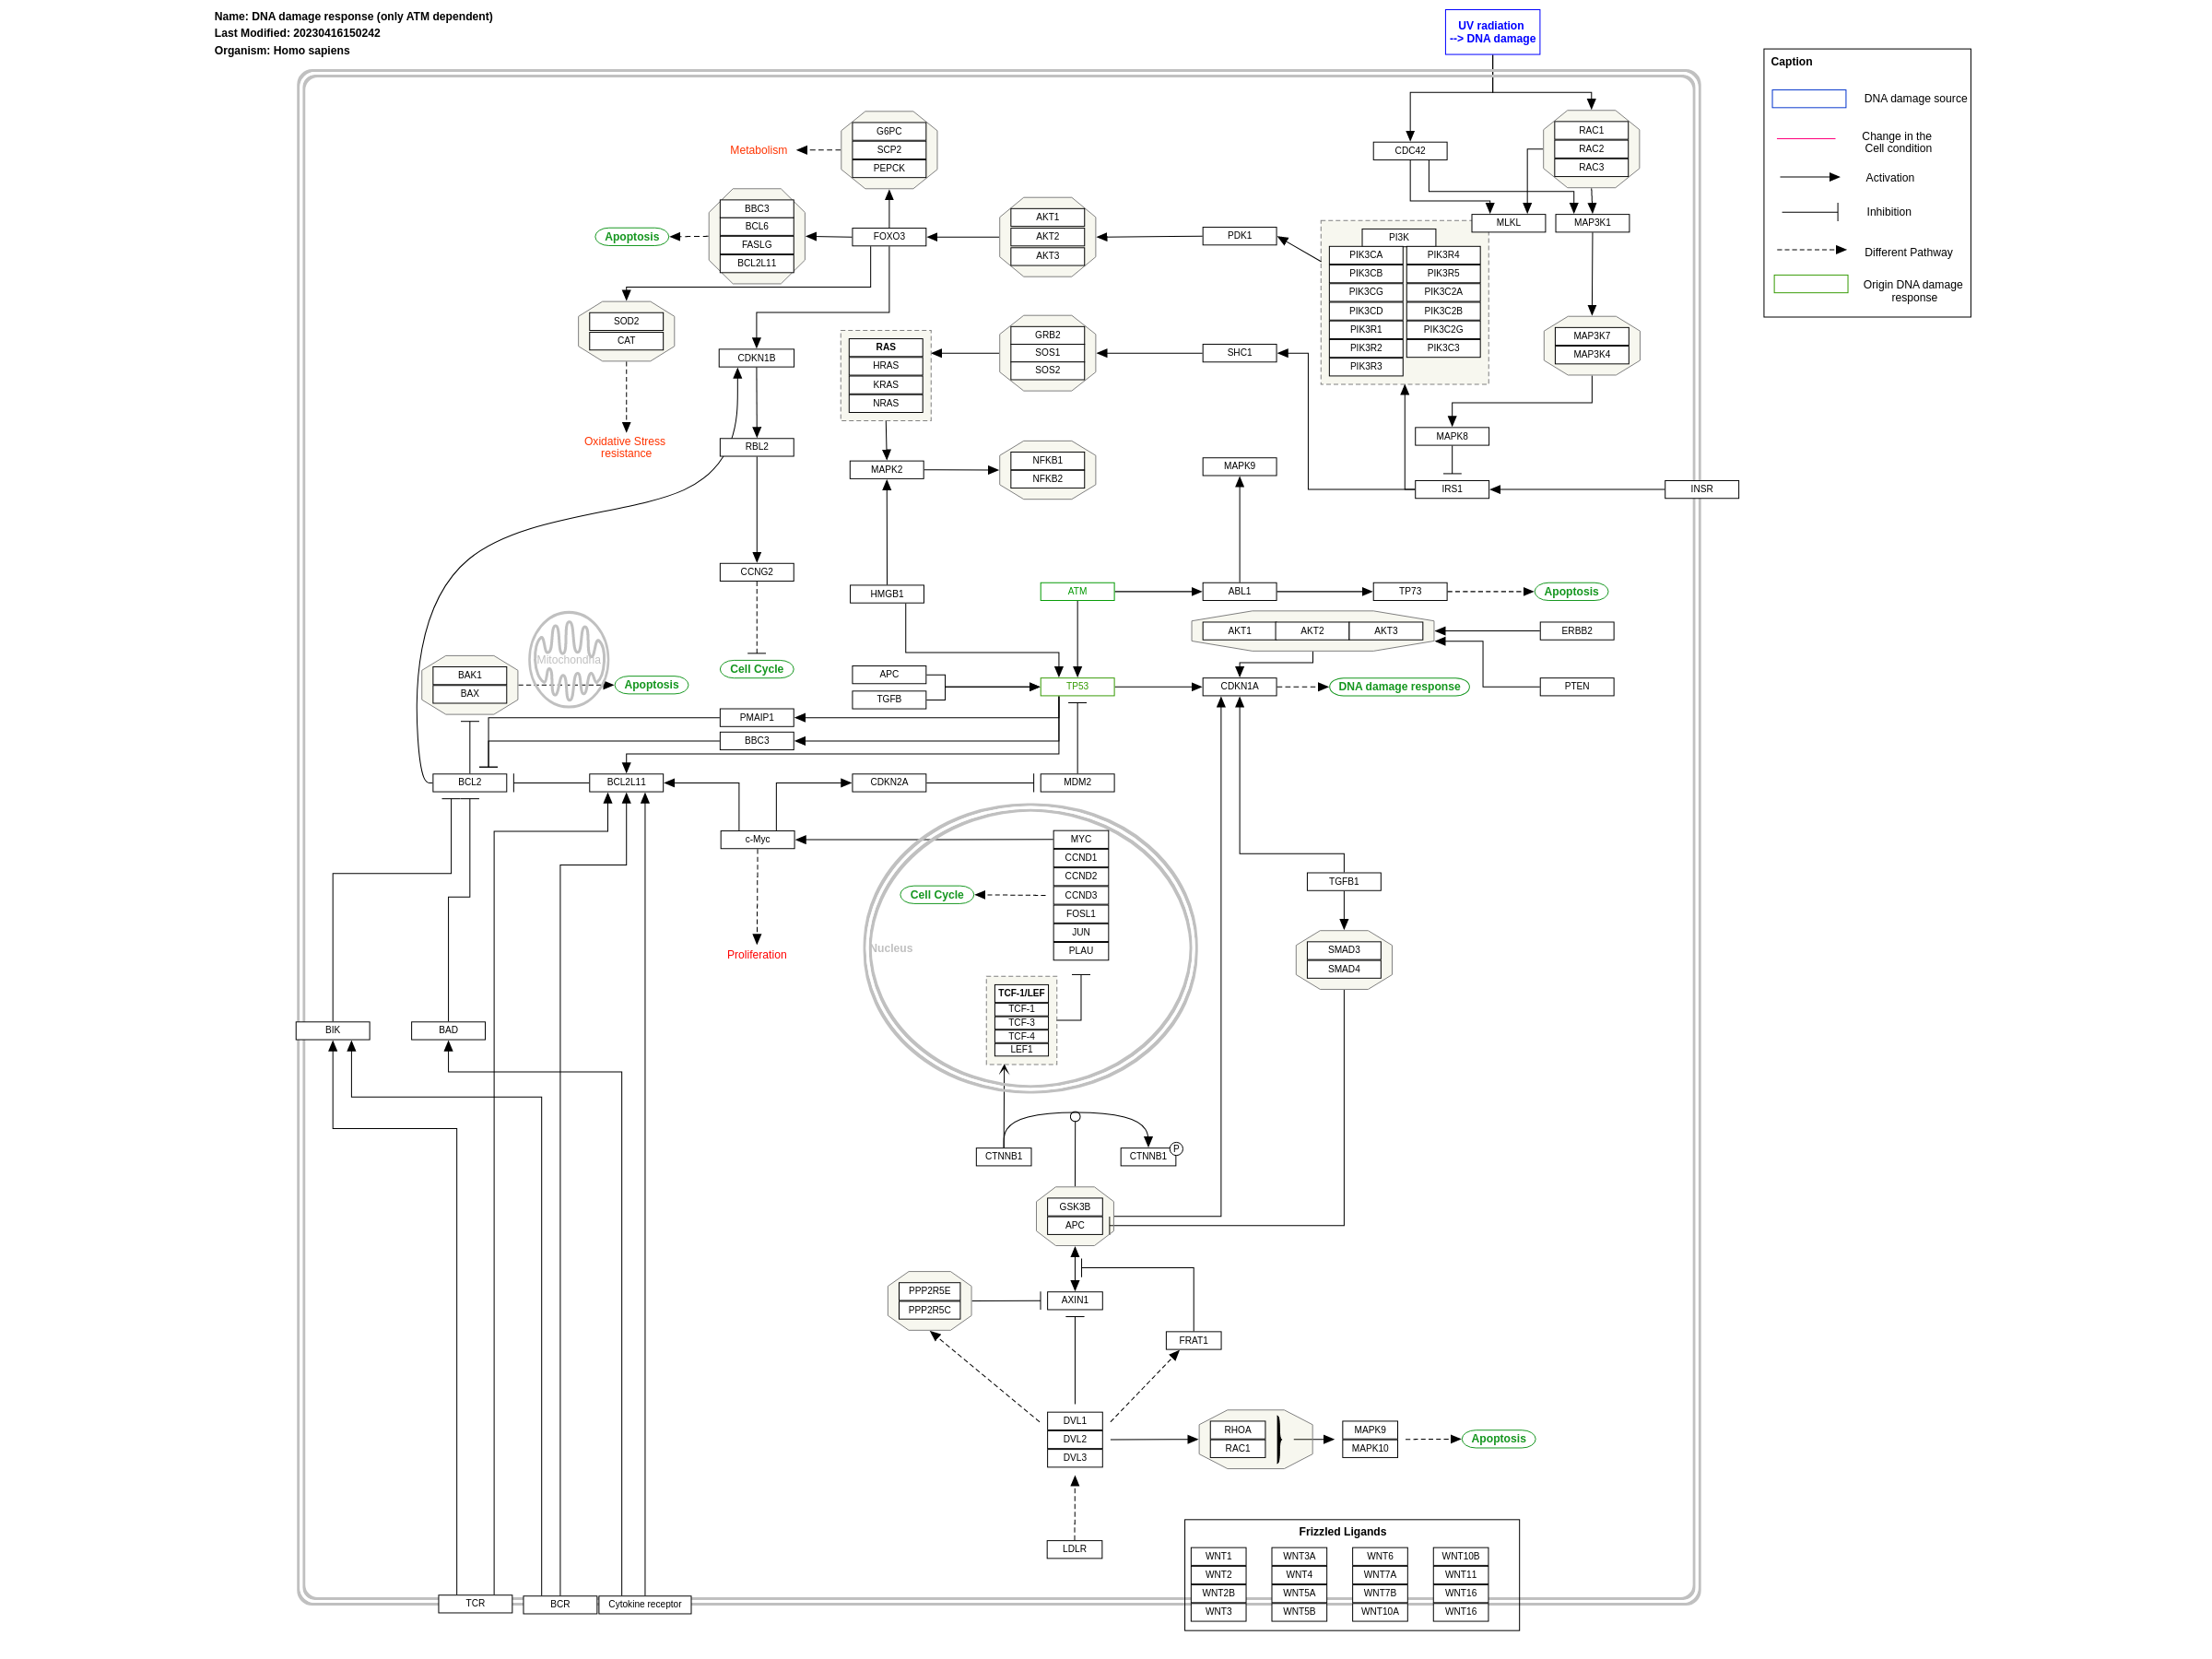 Name: DNA damage response (only ATM dependent)
Last Modified: 20230416150242
Organism: Homo sapiens
UV radiation
--> DNA damage
Caption
DNA damage source
Change in the
Cell condition
Activation
Inhibition
Different Pathway
Origin DNA damage
response
G6PC
SCP2
PEPCK
Metabolism
CDC42
RAC1
RAC2
RAC3
BBC3
BCL6
FASLG
BCL2L11
Apoptosis
FOXO3
AKT1
AKT2
AKT3
PDK1
MLKL
MAP3K1
PI3K
PIK3CA
PIK3CB
PIK3CG
PIK3CD
PIK3R1
PIK3R2
PIK3R3
PIK3R4
PIK3R5
PIK3C2A
PIK3C2B
PIK3C2G
PIK3C3
SOD2
CAT
CDKN1B
RAS
HRAS
KRAS
NRAS
GRB2
SOS1
SOS2
SHC1
MAP3K7
MAP3K4
Oxidative Stress
resistance
RBL2
MAPK2
NFKB1
NFKB2
MAPK9
MAPK8
IRS1
INSR
CCNG2
HMGB1
ATM
ABL1
TP73
Apoptosis
AKT1
AKT2
AKT3
ERBB2
Mitochondria
BAK1
BAX
Apoptosis
Cell Cycle
APC
TGFB
TP53
CDKN1A
DNA damage response
PTEN
PMAIP1
BBC3
BCL2
BCL2L11
CDKN2A
MDM2
c-Myc
MYC
CCND1
CCND2
CCND3
FOSL1
JUN
PLAU
Cell Cycle
Nucleus
Proliferation
TGFB1
SMAD3
SMAD4
TCF-1/LEF
TCF-1
TCF-3
TCF-4
LEF1
BIK
BAD
CTNNB1
CTNNB1
P
GSK3B
APC
PPP2R5E
PPP2R5C
AXIN1
FRAT1
DVL1
DVL2
DVL3
RHOA
RAC1
}
MAPK9
MAPK10
Apoptosis
LDLR
Frizzled Ligands
WNT1
WNT2
WNT2B
WNT3
WNT3A
WNT4
WNT5A
WNT5B
WNT6
WNT7A
WNT7B
WNT10A
WNT10B
WNT11
WNT16
WNT16
TCR
BCR
Cytokine receptor